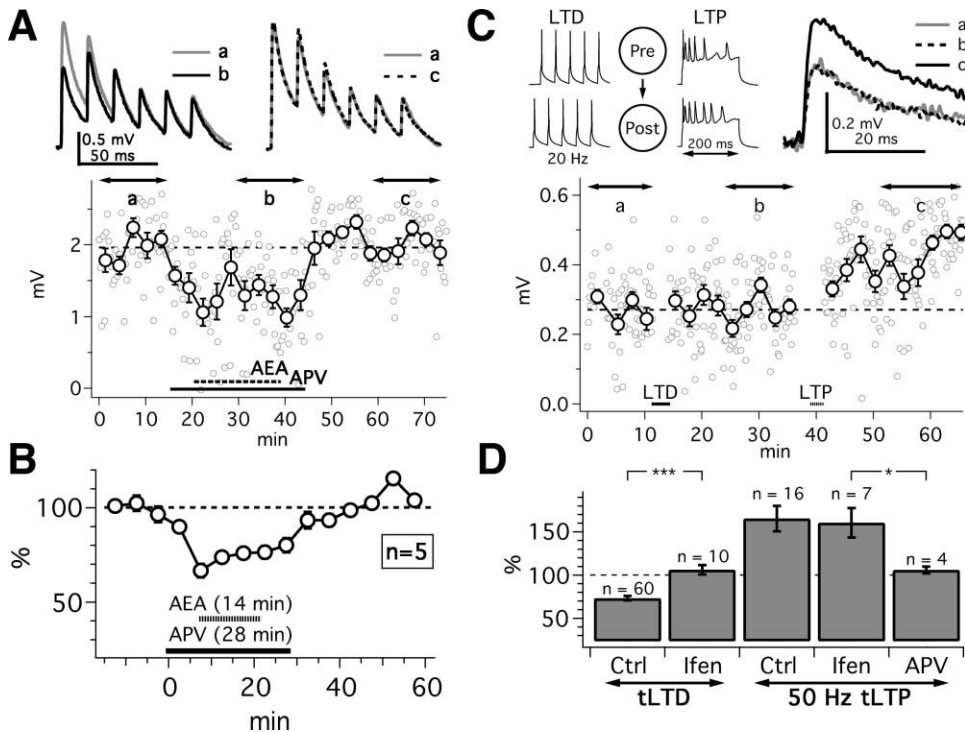 A
a
b
a
c
0.5 mV
50 ms
a
b
c
2
1
0
mV
AEA
APV
0 10 20 30 40 50 60 70
min
B
100
50
%
n=5
AEA (14 min)
APV (28 min)
0 20 40 60
min
C
LTD
LTP
Pre
Post
20 Hz
200 ms
a
b
c
0.2 mV
20 ms
a
b
c
0.6
0.4
0.2
0.0
mV
LTD
LTP
0 10 20 30 40 50 60
min
D
***
*
n = 16
n = 7
n = 10
n = 60
n = 4
150
100
50
%
Ctrl Ifen Ctrl Ifen APV
tLTD
50 Hz tLTP